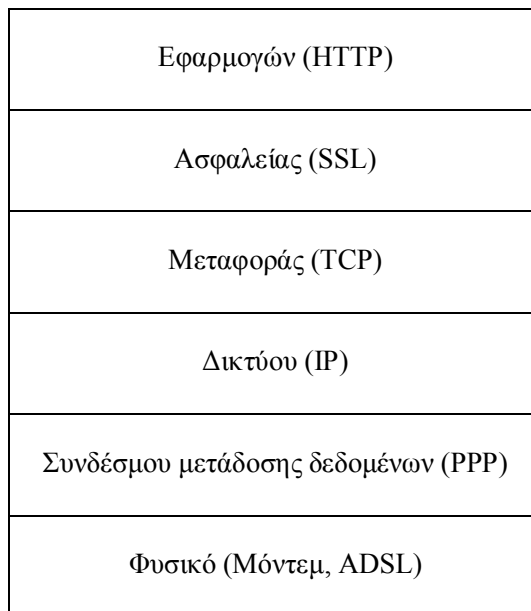 Εφαρμογών (HTTP)
Ασφαλείας (SSL)
Μεταφοράς (TCP)
Δικτύου (IP)
Συνδέσμου μετάδοσης δεδομένων (PPP)
Φυσικό (Μόντεμ, ADSL)